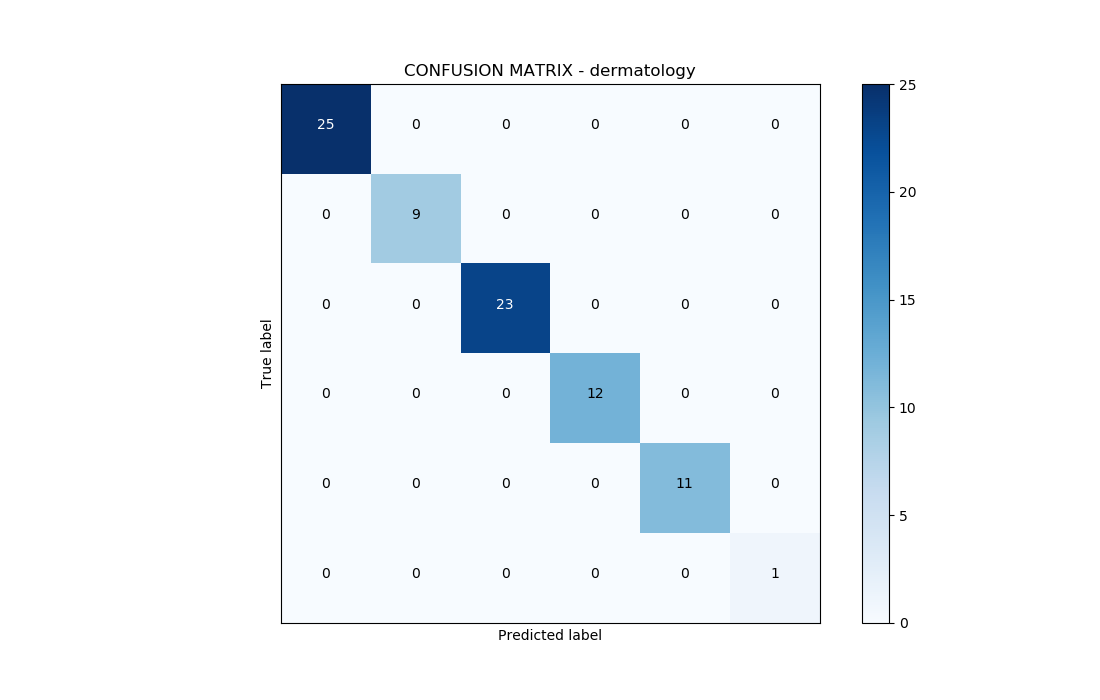 CONFUSION MATRIX - dermatology
25 0 0 0 0 0
0 9 0 0 0 0
0 0 23 0 0 0
0 0 0 12 0 0
0 0 0 0 11 0
0 0 0 0 0 1
True label
Predicted label
25
20
15
10
5
0